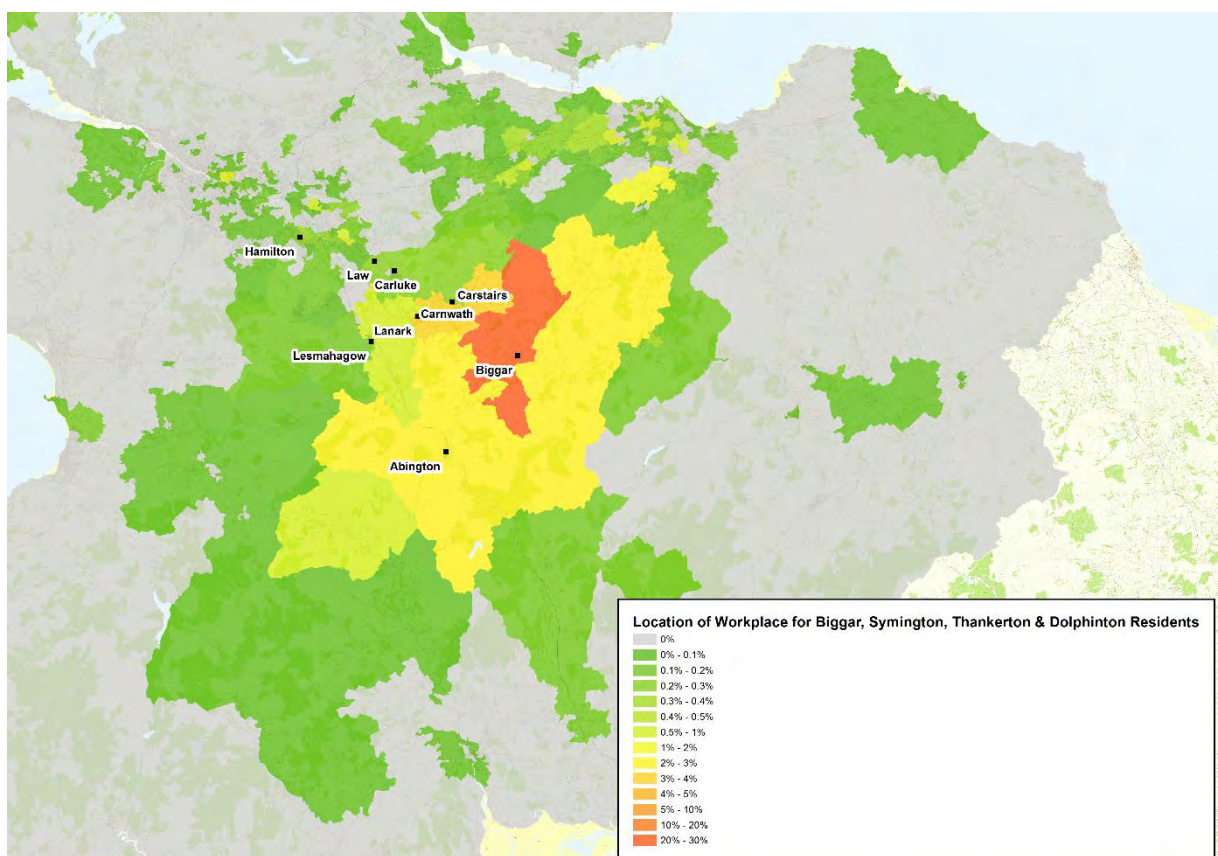 Hamilton
Law
Carluke
Carstairs
Carnwath
Lanark
Lesmahagow
Biggar
Abington
Location of Workplace for Biggar, Symington, Thankerton & Dolphinton Residents
0%
0% - 0.1%
0.1% - 0.2%
0.2% - 0.3%
0.3% - 0.4%
0.4% - 0.5%
0.5% - 1%
1% - 2%
2% - 3%
3% - 4%
4% - 5%
5% - 10%
10% - 20%
20% - 30%